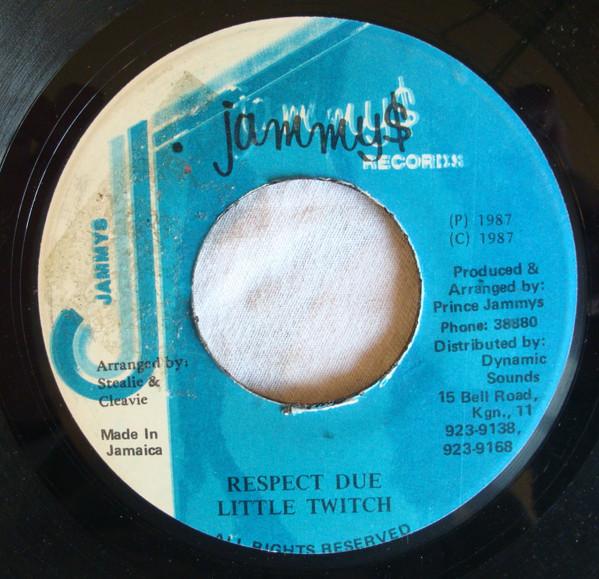 jammy$
RECORDS
JAMMYS
(P) 1987
(C) 1987
Produced &
Arranged by:
Prince Jammys
Phone: 38880
Distributed by:
Dynamic
Sounds
15 Bell Road,
Kgn., 11
923-9138,
923-9168
Arranged by:
Stealie &
Cleavie
Made In
Jamaica
RESPECT DUE
LITTLE TWITCH
ALL RIGHTS RESERVED